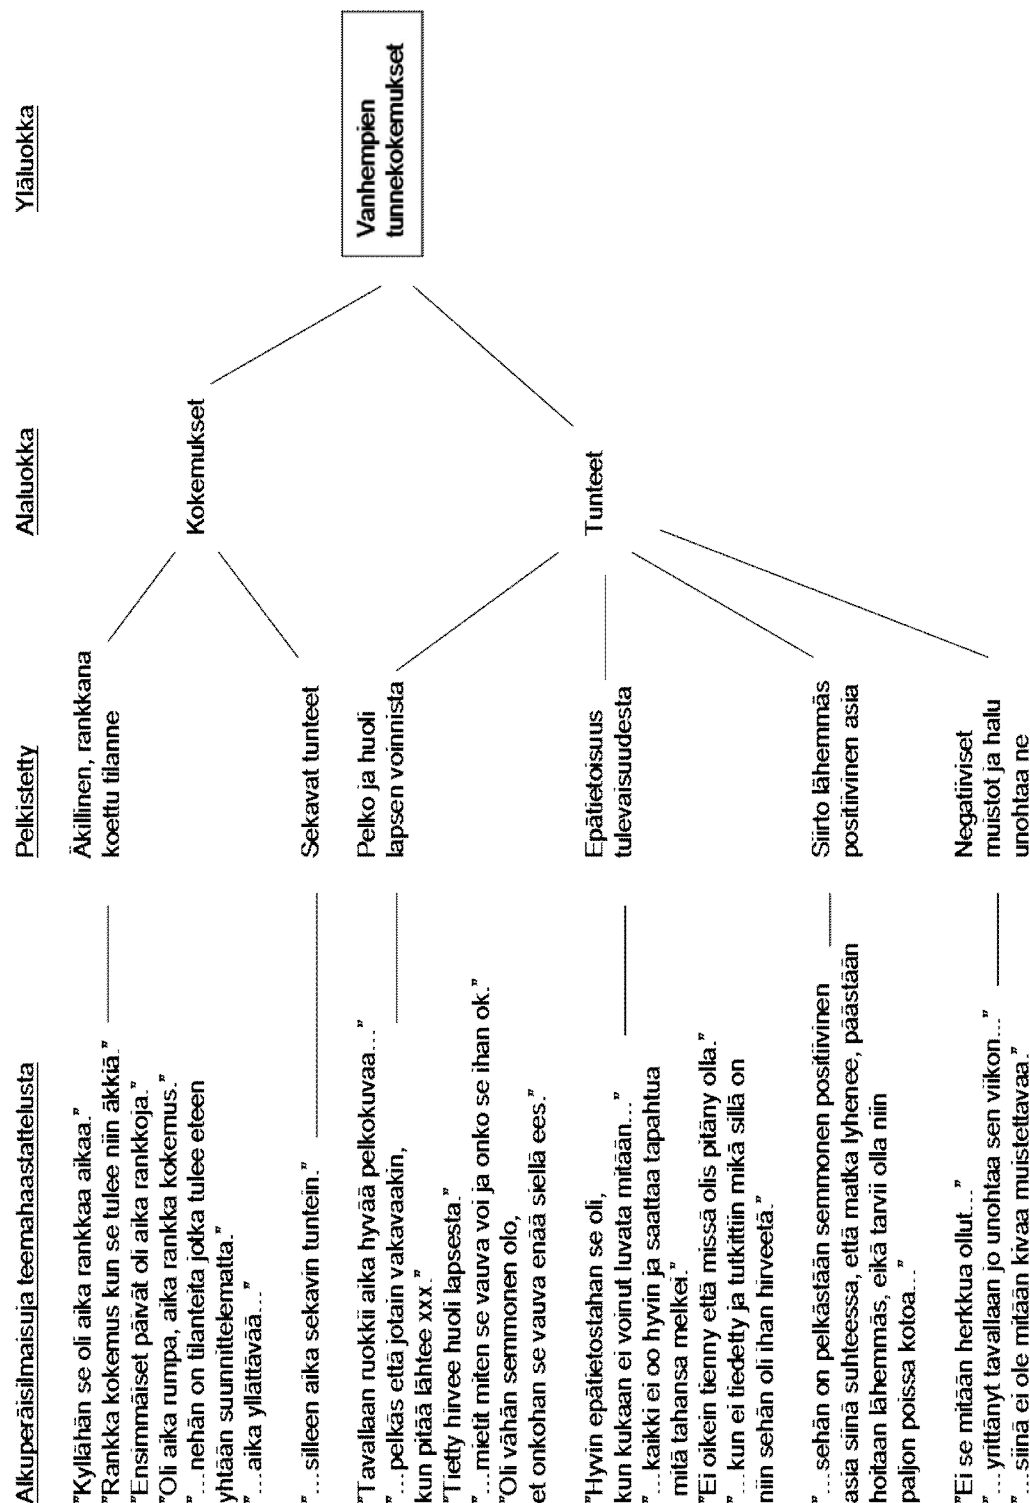 Alkuperäisilmaisuja teemahaastattelusta
Pelkistetty
Alaluokka
Yläluokka
"Kyllähän se oli aika rankkaa aikaa."
"Rankka kokemus kun se tulee niin äkkiä."
"Ensimmäiset päivät oli aika rankkoja."
"Oli aika rumpa, aika rankka kokemus."
"…nehän on tilanteita jotka tulee eteen
yhtään suunnittelematta."
"…aika yllättävää…"
Äkillinen, rankkana
koettu tilanne
"…silleen aika sekavin tuntein."
Sekavat tunteet
Kokemukset
"Tavallaan ruokkii aika hyvää pelkokuvaa…"
"…pelkäs että jotain vakavaakin,
kun pitää lähtee xxx."
"Tietty hirvee huoli lapsesta."
"…mietit miten se vauva voi ja onko se ihan ok."
"Oli vähän semmonen olo,
et onkohan se vauva enää siellä ees."
Pelko ja huoli
lapsen voinnista
Vanhempien
tunnekokemukset
"Hyvin epätietostahan se oli,
kun kukaan ei voinut luvata mitään…"
"…kaikki ei oo hyvin ja saattaa tapahtua
mitä tahansa melkei."
"Ei oikein tienny että missä olis pitäny olla."
"…kun ei tiedetty ja tutkittiin mikä sillä on
niin sehän oli ihan hirveetä."
Epätietoisuus
tulevaisuudesta
Tunteet
"…sehän on pelkästään semmonen positiivinen
asia siinä suhteessa, että matka lyhenee, päästään
hoitaan lähemmäs, eikä tarvii olla niin
paljon poissa kotoa…"
Siirto lähemmäs
positiivinen asia
"Ei se mitään herkkua ollut…"
"…yrittänyt tavallaan jo unohtaa sen viikon…"
"…siinä ei ole mitään kivaa muistettavaa."
Negatiiviset
muistot ja halu
unohtaa ne